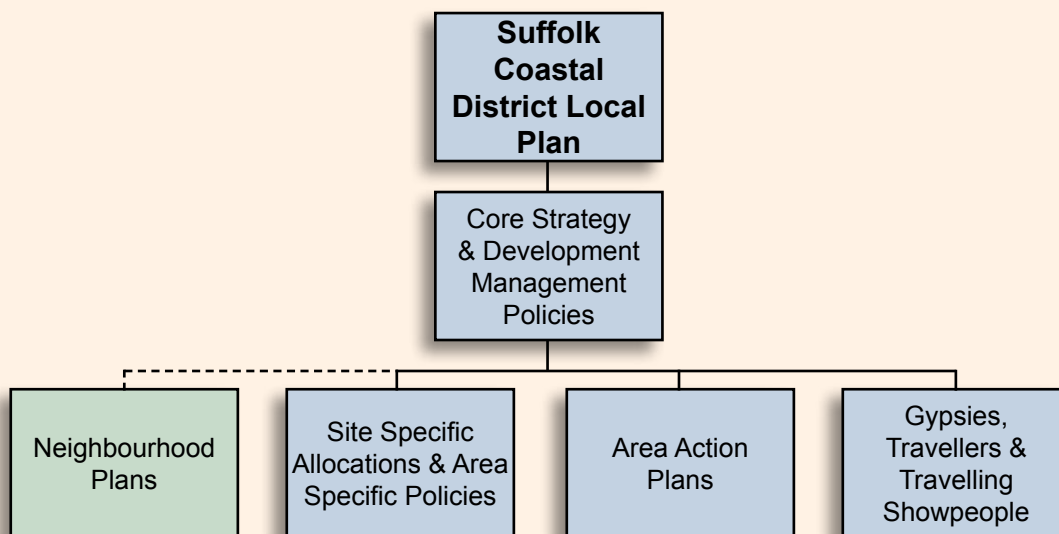 Suffolk
Coastal
District Local
Plan
Core Strategy
& Development
Management
Policies
Neighbourhood
Plans
Site Specific
Allocations & Area
Specific Policies
Area Action
Plans
Gypsies,
Travellers &
Travelling
Showpeople